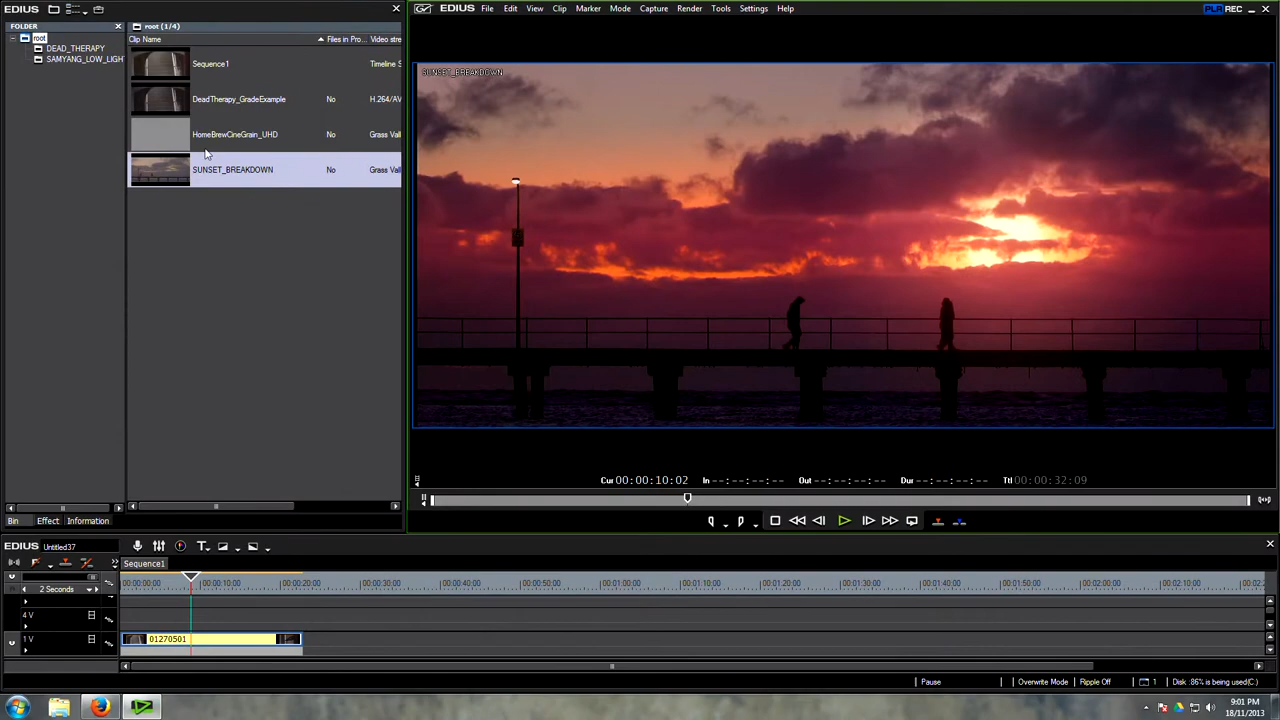 EDIUS
FOLDER
root
DEAD_THERAPY
SAMYANG_LOW_LIGHT
root (1/4)
Clip Name Files in Pro... Video stre
Sequence1 Timeline S
DeadTherapy_GradeExample No H.264/AV
HomeBrewCineGrain_UHD No Grass Vall
SUNSET_BREAKDOWN No Grass Vall
Bin Effect Information
EDIUS File Edit View Clip Marker Mode Capture Render Tools Settings Help PLR REC
SUNSET_BREAKDOWN
Cur 00:00:10:02 In --:--:--:-- Out --:--:--:-- Dur --:--:--:-- Ttl 00:00:32:09
EDIUS Untitled37
Sequence1
2 Seconds
00:00:00:00 00:00:10:00 00:00:20:00 00:00:30:00 00:00:40:00 00:00:50:00 00:01:00:00 00:01:10:00 00:01:20:00 00:01:30:00 00:01:40:00 00:01:50:00 00:02:00:00 00:02:10:00 00:02:2
4 V
1 V
01270501
Pause Overwrite Mode Ripple Off 1 Disk :86% is being used(C:)
9:01 PM
18/11/2013